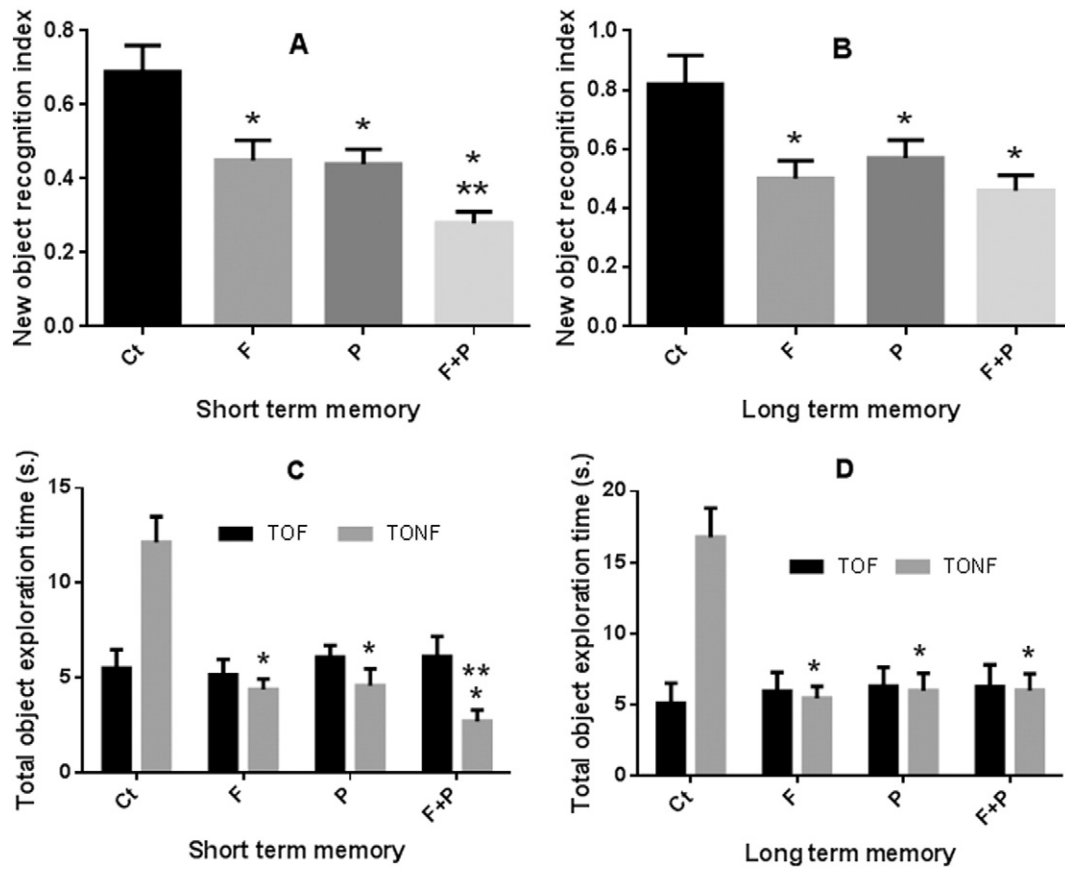 A
New object recognition index
0.8
0.6
0.4
0.2
0.0
*
*
*
**
Ct
F
P
F+P
Short term memory
B
New object recognition index
1.0
0.8
0.6
0.4
0.2
0.0
*
*
*
Ct
F
P
F+P
Long term memory
C
Total object exploration time (s.)
15
10
5
0
TOF TONF
*
*
**
*
Ct
F
P
F+P
Short term memory
D
Total object exploration time (s.)
20
15
10
5
0
TOF TONF
*
*
*
Ct
F
P
F+P
Long term memory